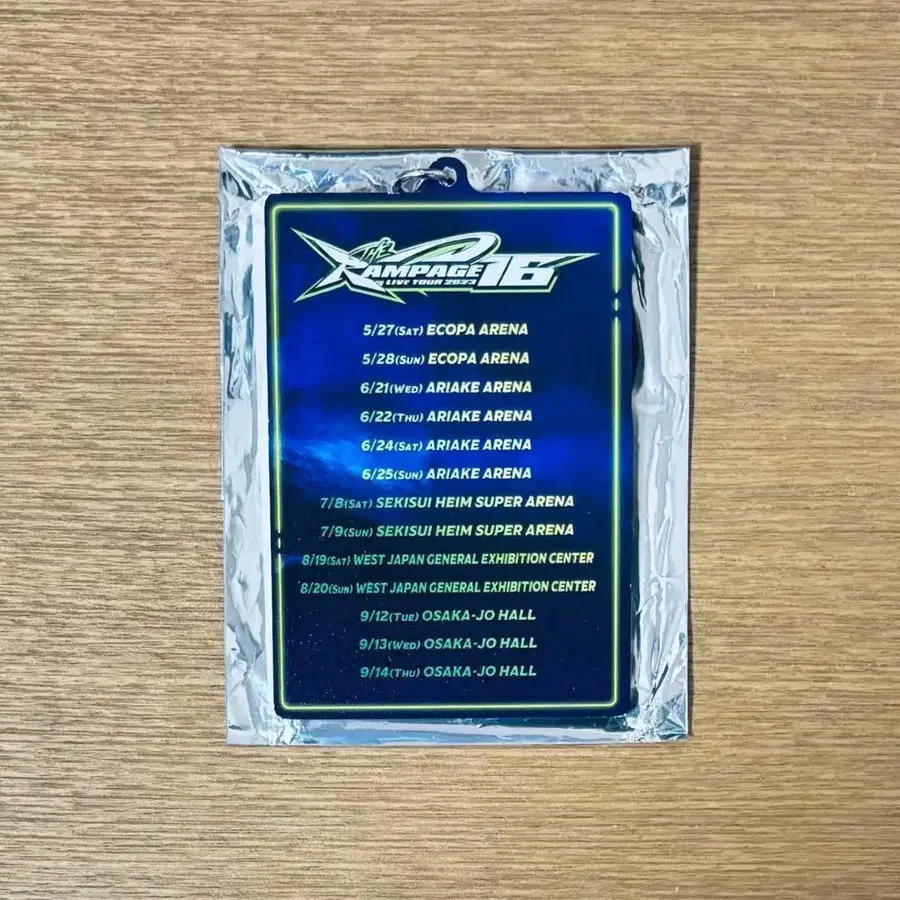 THE
RAMPAGE 16
LIVE TOUR 2023
5/27(SAT) ECOPA ARENA
5/28(SUN) ECOPA ARENA
6/21(WED) ARIAKE ARENA
6/22(THU) ARIAKE ARENA
6/24(SAT) ARIAKE ARENA
6/25(SUN) ARIAKE ARENA
7/8(SAT) SEKISUI HEIM SUPER ARENA
7/9(SUN) SEKISUI HEIM SUPER ARENA
8/19(SAT) WEST JAPAN GENERAL EXHIBITION CENTER
8/20(SUN) WEST JAPAN GENERAL EXHIBITION CENTER
9/12(TUE) OSAKA-JO HALL
9/13(WED) OSAKA-JO HALL
9/14(THU) OSAKA-JO HALL